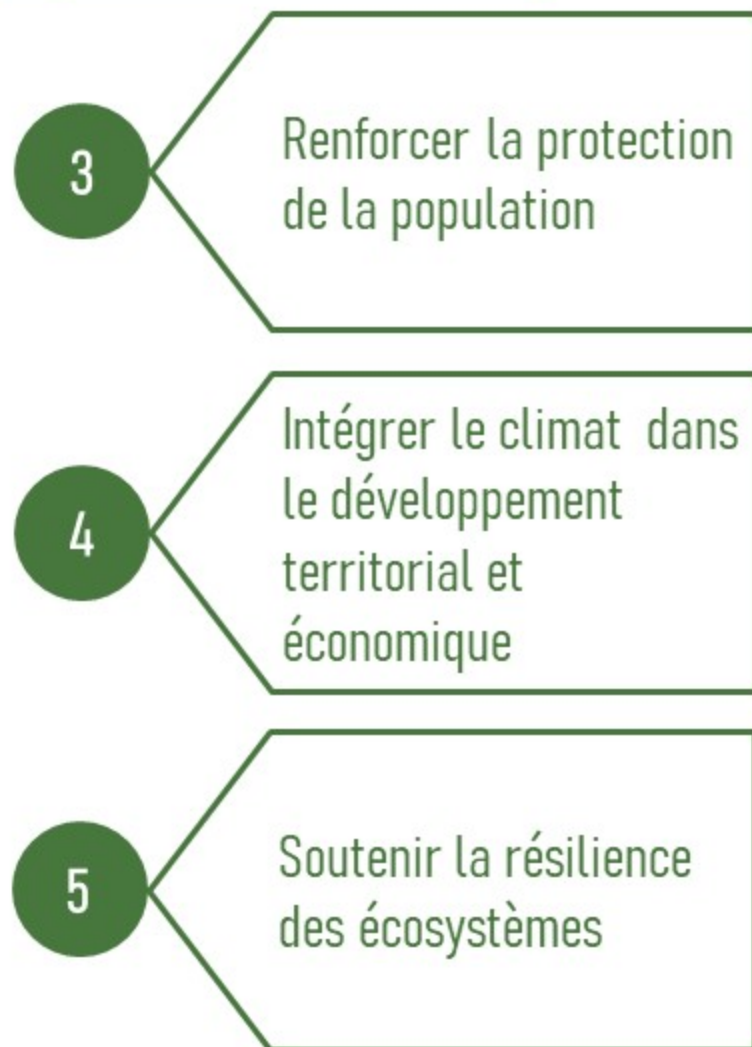 3
Renforcer la protection
de la population
4
Intégrer le climat dans
le développement
territorial et
économique
5
Soutenir la résilience
des écosystèmes